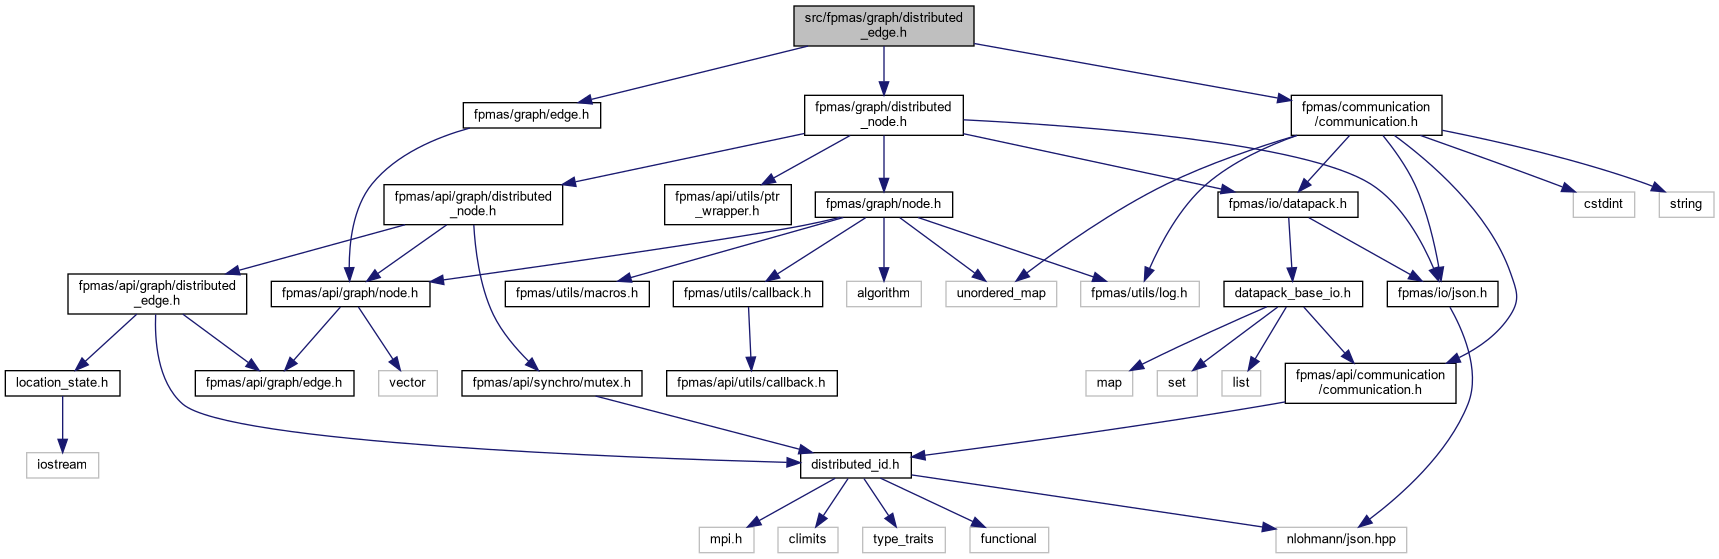 src/fpmas/graph/distributed
_edge.h
fpmas/graph/edge.h
fpmas/graph/distributed
_node.h
fpmas/communication
/communication.h
fpmas/api/graph/distributed
_node.h
fpmas/api/utils/ptr
_wrapper.h
fpmas/graph/node.h
fpmas/io/datapack.h
cstdint
string
fpmas/api/graph/distributed
_edge.h
fpmas/api/graph/node.h
fpmas/utils/macros.h
fpmas/utils/callback.h
algorithm
unordered_map
fpmas/utils/log.h
datapack_base_io.h
fpmas/io/json.h
location_state.h
fpmas/api/graph/edge.h
vector
fpmas/api/synchro/mutex.h
fpmas/api/utils/callback.h
map
set
list
fpmas/api/communication
/communication.h
iostream
distributed_id.h
mpi.h
climits
type_traits
functional
nlohmann/json.hpp